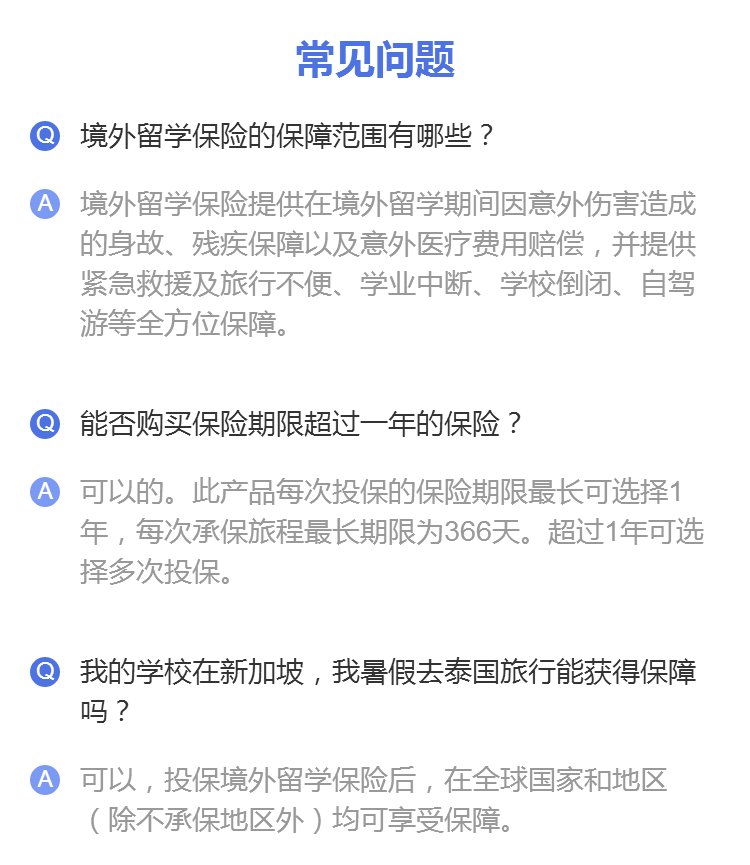 常见问题
Q 境外留学保险的保障范围有哪些？
A 境外留学保险提供在境外留学期间因意外伤害造成
的身故、残疾保障以及意外医疗费用赔偿，并提供
紧急救援及旅行不便、学业中断、学校倒闭、自驾
游等全方位保障。
Q 能否购买保险期限超过一年的保险？
A 可以的。此产品每次投保的保险期限最长可选择1
年，每次承保旅程最长期限为366天。超过1年可选
择多次投保。
Q 我的学校在新加坡，我暑假去泰国旅行能获得保障
吗？
A 可以，投保境外留学保险后，在全球国家和地区
（除不承保地区外）均可享受保障。